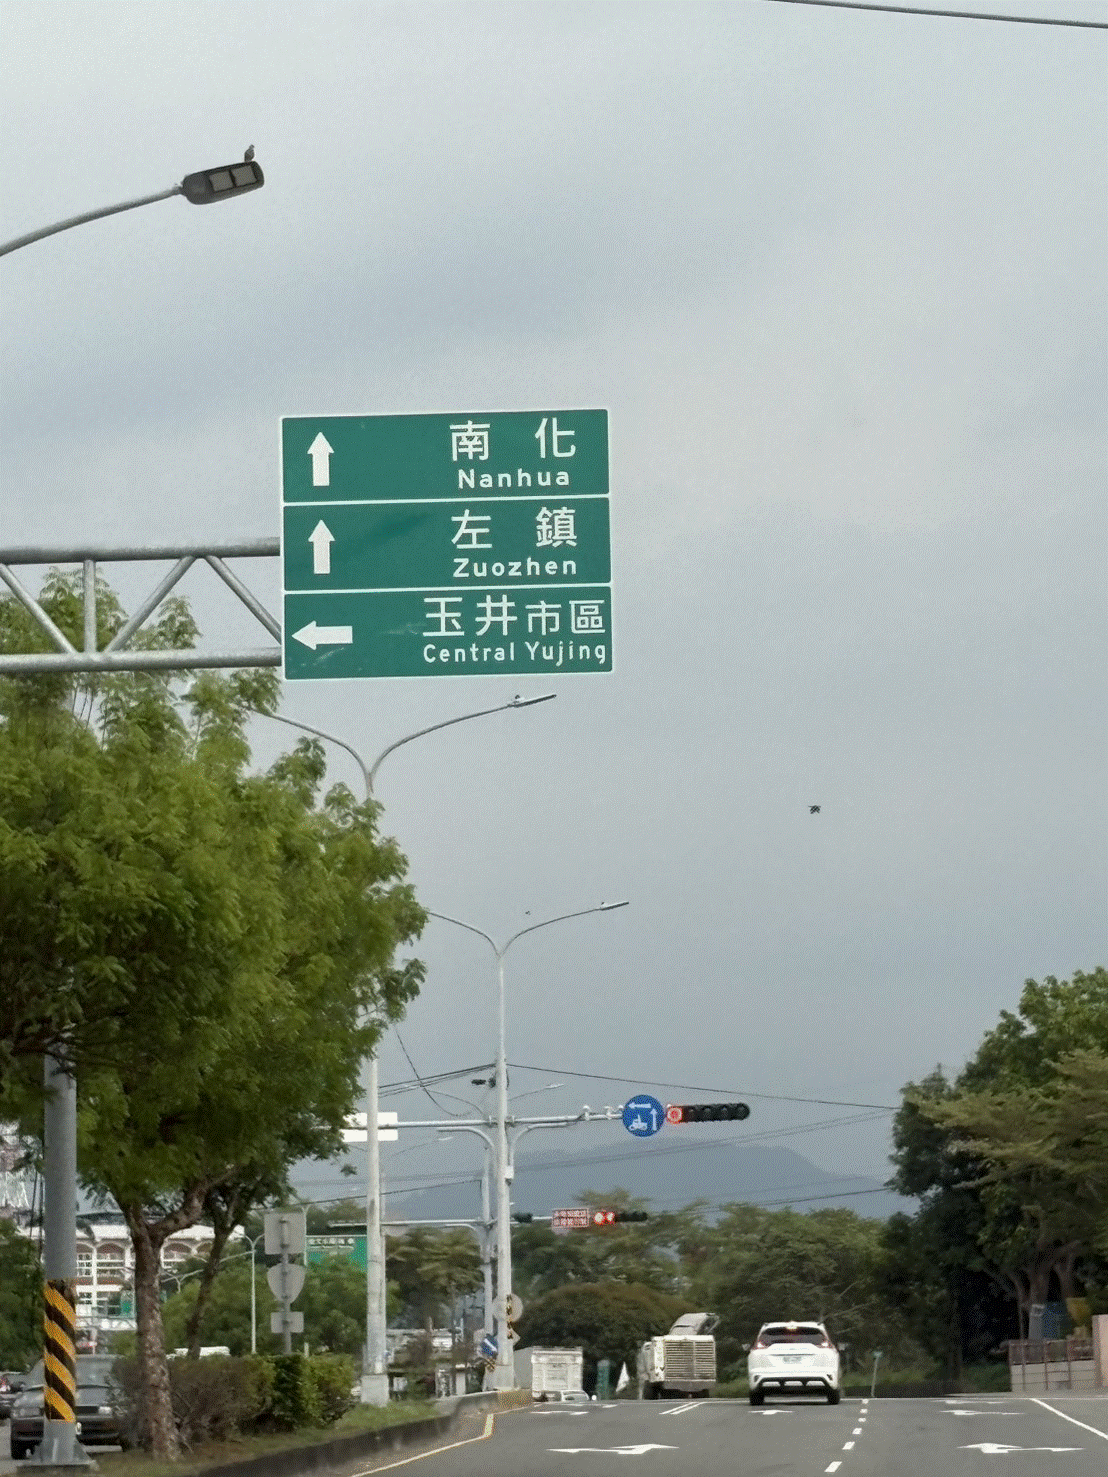 南 化
Nanhua
左 鎮
Zuozhen
玉井市區
Central Yujing